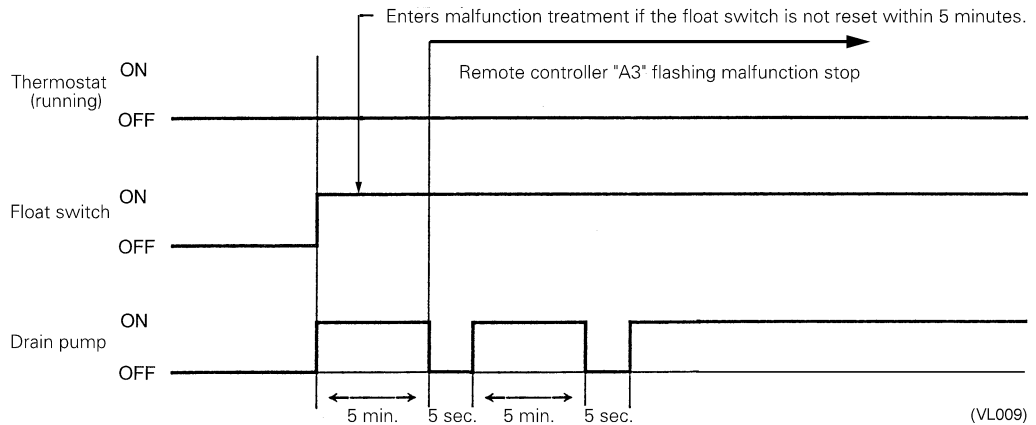 Enters malfunction treatment if the float switch is not reset within 5 minutes.
Remote controller "A3" flashing malfunction stop
Thermostat
(running)
ON
OFF
Float switch
ON
OFF
Drain pump
ON
OFF
5 min.
5 sec.
5 min.
5 sec.
(VL009)